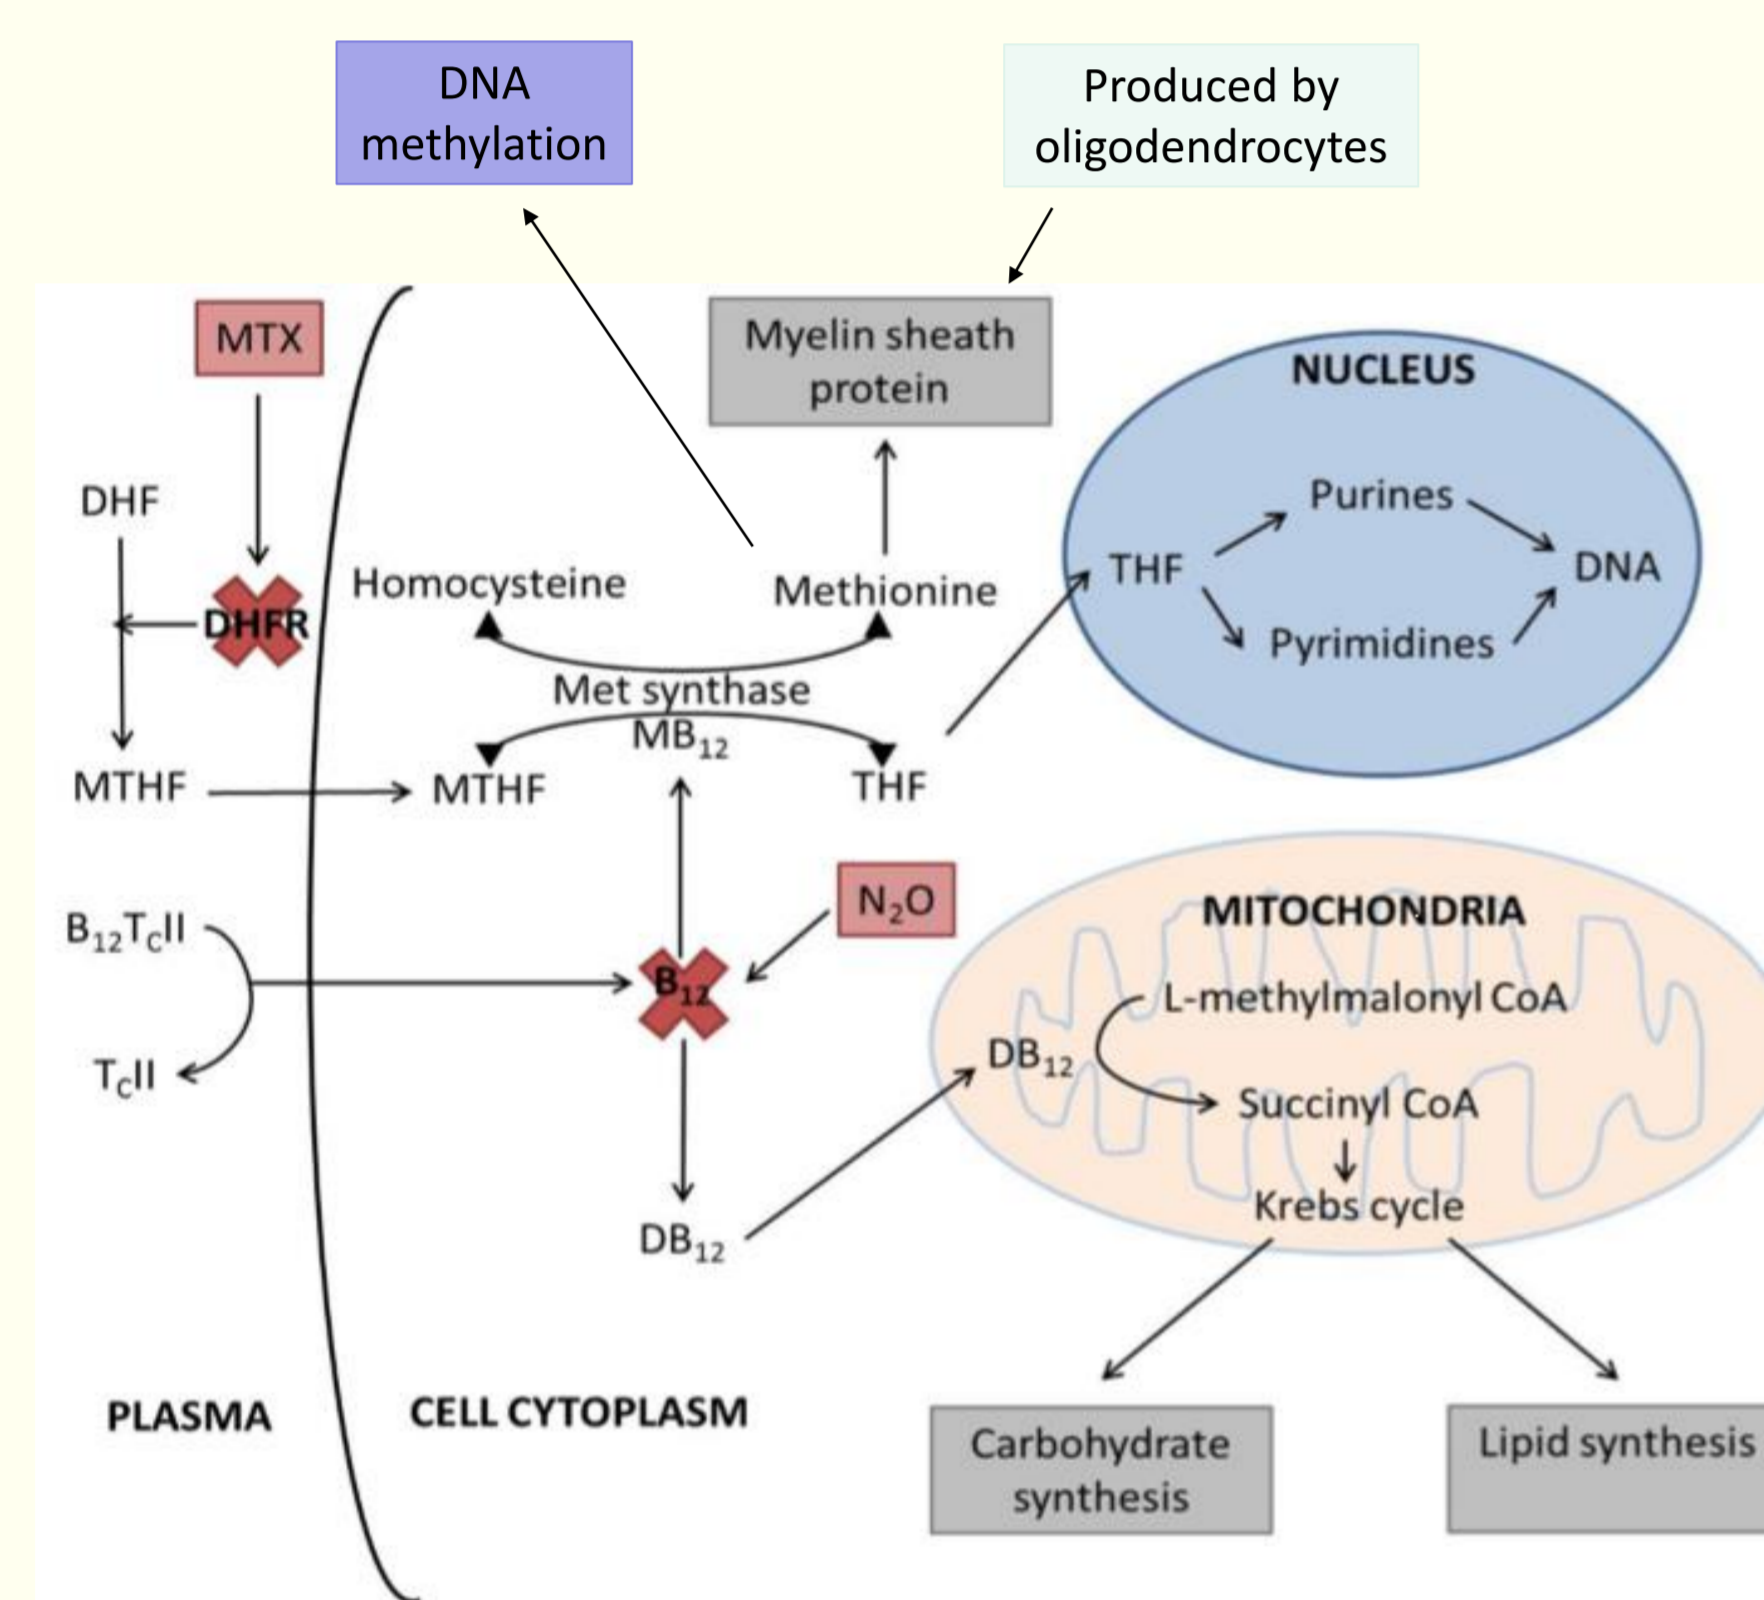 DNA
methylation
Produced by
oligodendrocytes
MTX
Myelin sheath
protein
NUCLEUS
DHF
Purines
THF
DNA
Homocysteine
Methionine
DHFR
Pyrimidines
Met synthase
MB₁₂
MTHF
MTHF
THF
N₂O
B₁₂TcII
MITOCHONDRIA
B₁₂
L-methylmalonyl CoA
DB₁₂
TcII
Succinyl CoA
Krebs cycle
DB₁₂
PLASMA
CELL CYTOPLASM
Carbohydrate
synthesis
Lipid synthesis